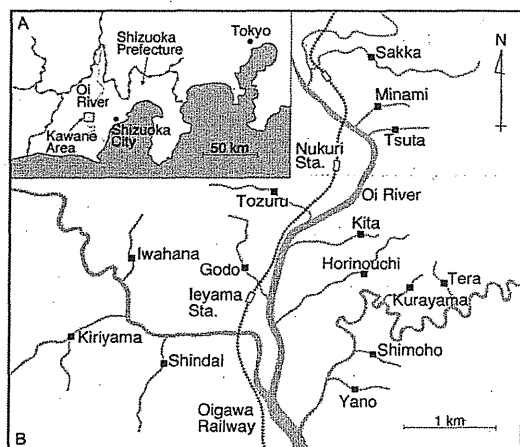 A
Tokyo
Shizuoka
Prefecture
Oi
River
Kawane
Area
Shizuoka
City
50 km
N
Sakka
Minami
Tsuta
Nukuri
Sta.
Oi River
Tozuru
Kita
Iwahana
Godo
Horinouchi
Tera
Kurayama
Ieyama
Sta.
Kiriyama
Shindai
Shimoho
Yano
Oigawa
Railway
1 km
B